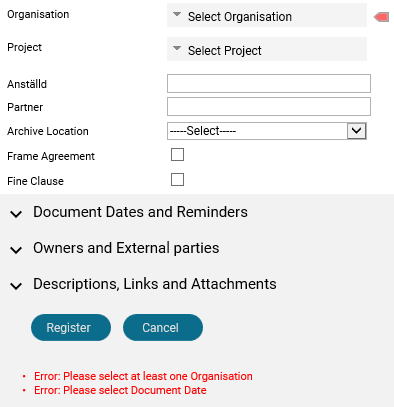 Organisation
Select Organisation
Project
Select Project
Anställd
Partner
Archive Location
-----Select-----
Frame Agreement
Fine Clause
Document Dates and Reminders
Owners and External parties
Descriptions, Links and Attachments
Register
Cancel
• Error: Please select at least one Organisation
• Error: Please select Document Date